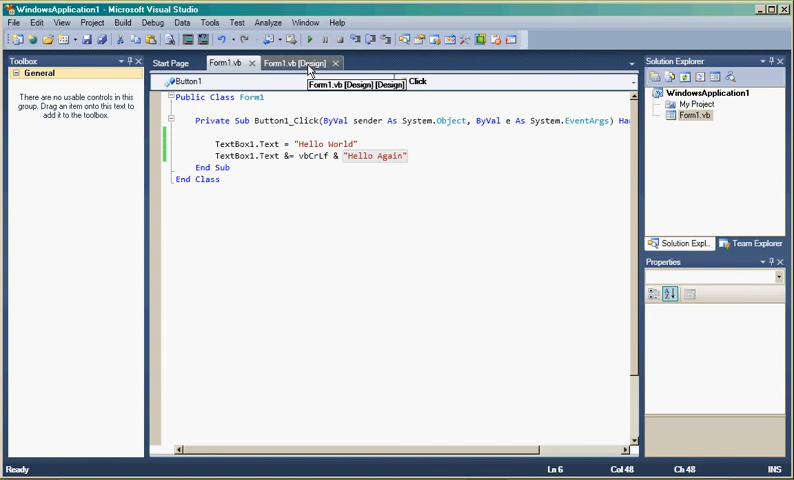 WindowsApplication1 - Microsoft Visual Studio
File Edit View Project Build Debug Data Tools Test Analyze Window Help
Toolbox
General
There are no usable controls in this
group. Drag an item onto this text to
add it to the toolbox.
Start Page Form1.vb Form1.vb [Design]
Button1 Click
Form1.vb [Design] [Design]
Public Class Form1
Private Sub Button1_Click(ByVal sender As System.Object, ByVal e As System.EventArgs) Ha
TextBox1.Text = "Hello World"
TextBox1.Text &= vbCrLf & "Hello Again"
End Sub
End Class
Solution Explorer
WindowsApplication1
My Project
Form1.vb
Solution Expl... Team Explorer
Properties
Ready Ln 6 Col 48 Ch 48 INS